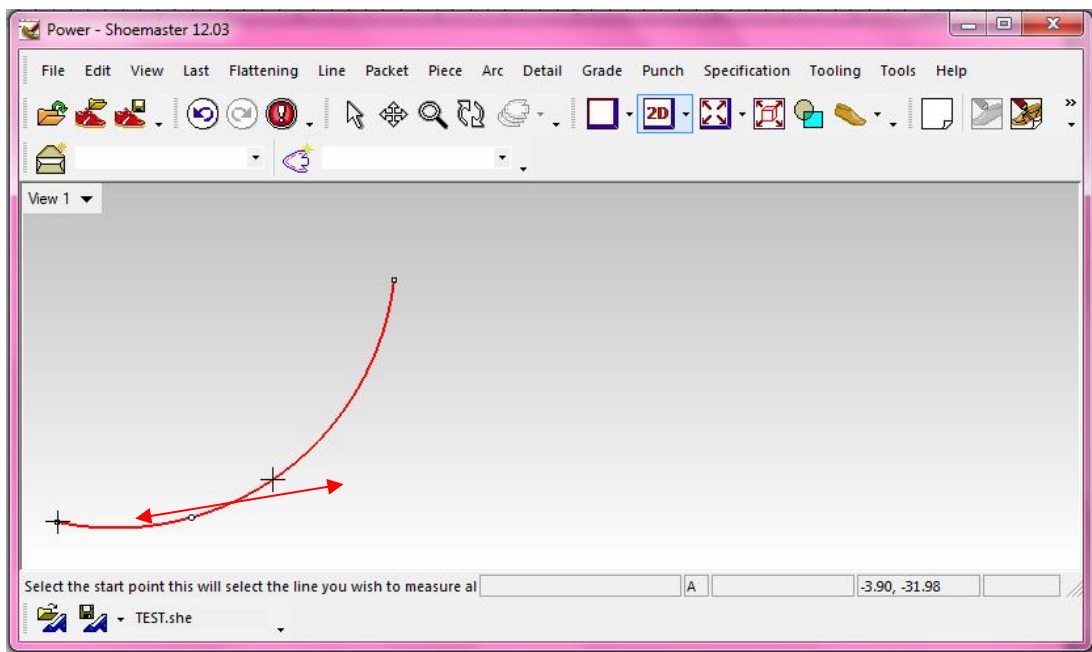 Power - Shoemaster 12.03
File Edit View Last Flattening Line Packet Piece Arc Detail Grade Punch Specification Tooling Tools Help
2D
»
View 1
Select the start point this will select the line you wish to measure al
A
-3.90, -31.98
TEST.she